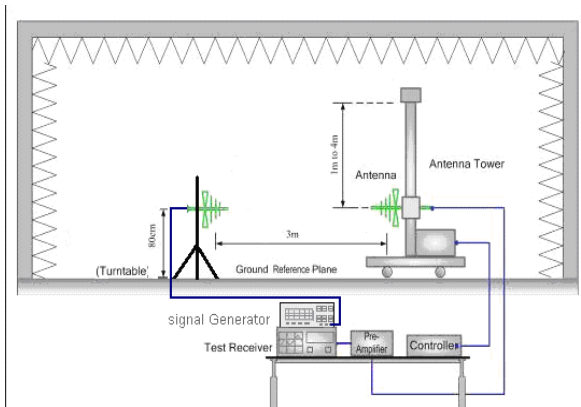 1m to 4m
Antenna Tower
Antenna
80cm
3m
(Turntable)
Ground Reference Plane
signal Generator
Test Receiver
Pre-
Amplifier
Controller